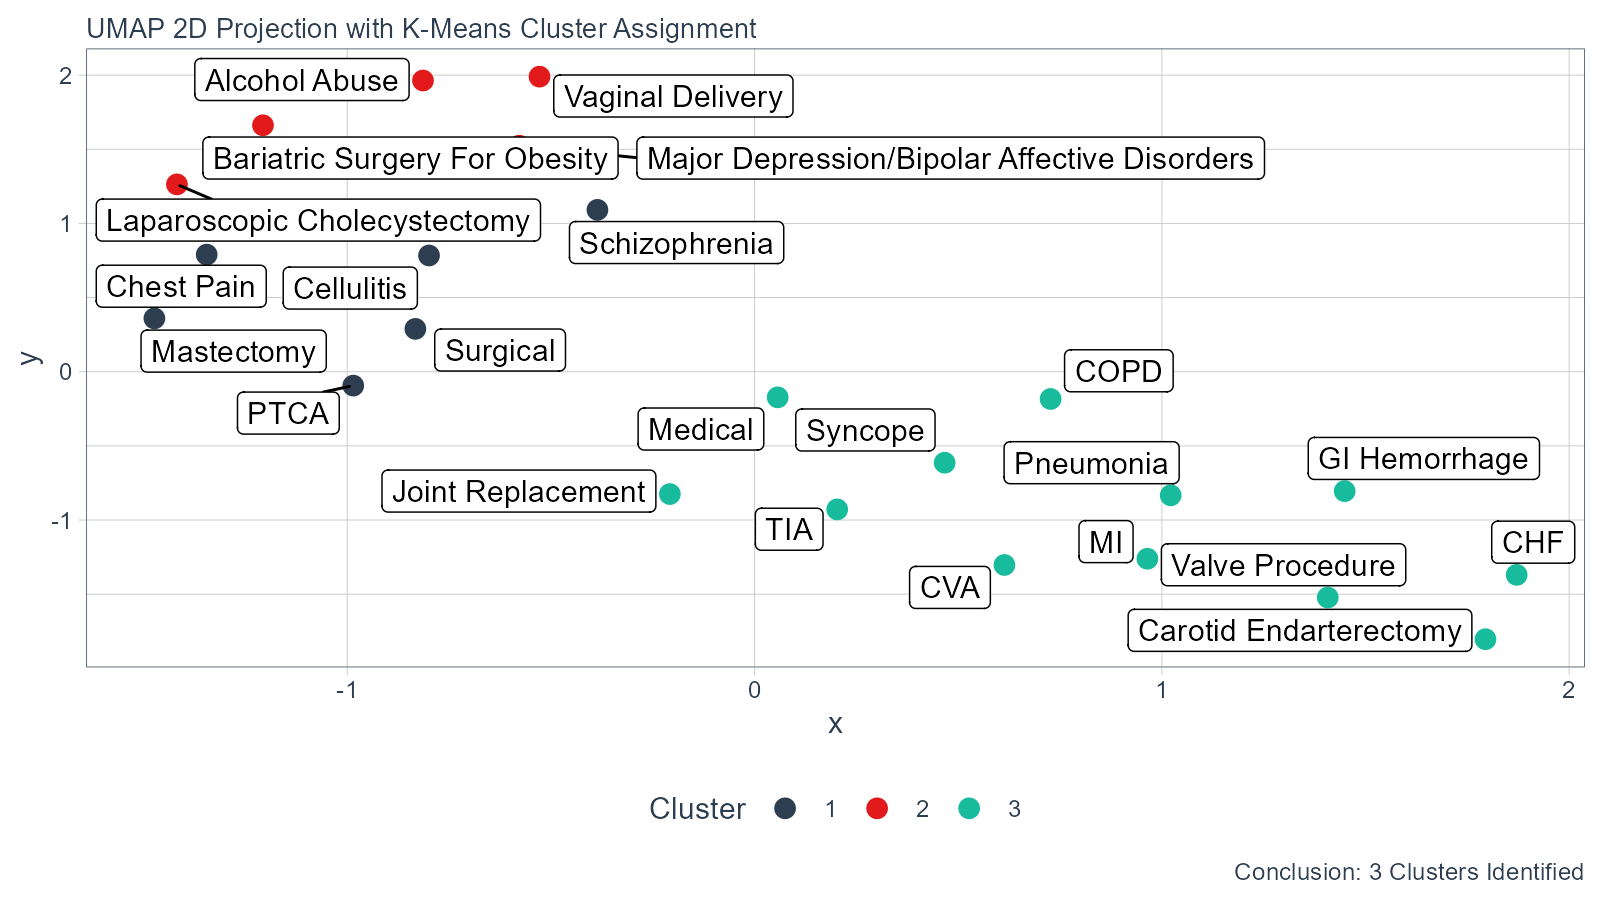 UMAP 2D Projection with K-Means Cluster Assignment
2
1
0
-1
y
Alcohol Abuse
Vaginal Delivery
Bariatric Surgery For Obesity
Major Depression/Bipolar Affective Disorders
Laparoscopic Cholecystectomy
Schizophrenia
Chest Pain
Cellulitis
Mastectomy
Surgical
PTCA
COPD
Medical
Syncope
Pneumonia
GI Hemorrhage
Joint Replacement
TIA
MI
CHF
Valve Procedure
CVA
Carotid Endarterectomy
-1
0
1
2
x
Cluster 1 2 3
Conclusion: 3 Clusters Identified